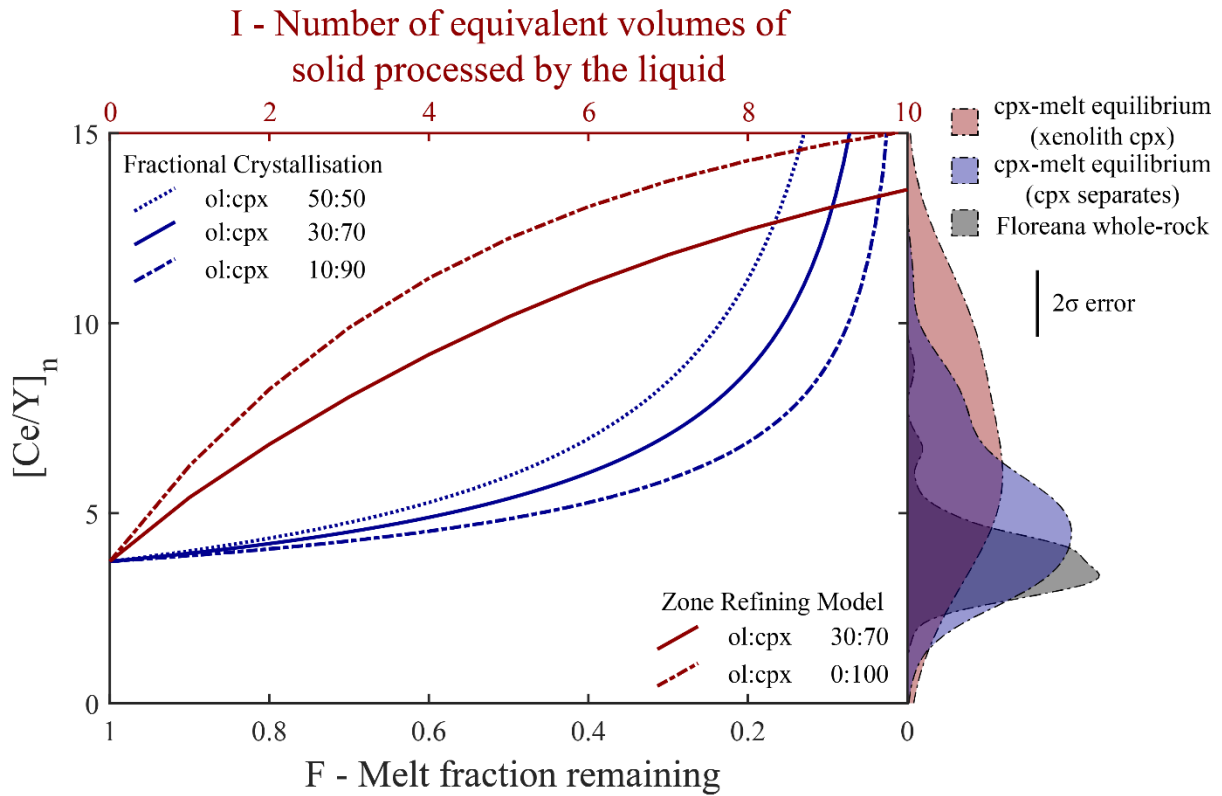 I - Number of equivalent volumes of
solid processed by the liquid
0 2 4 6 8 10
15
10
5
0
[Ce/Y]n
Fractional Crystallisation
ol:cpx 50:50
ol:cpx 30:70
ol:cpx 10:90
Zone Refining Model
ol:cpx 30:70
ol:cpx 0:100
1 0.8 0.6 0.4 0.2 0
F - Melt fraction remaining
cpx-melt equilibrium
(xenolith cpx)
cpx-melt equilibrium
(cpx separates)
Floreana whole-rock
2σ error